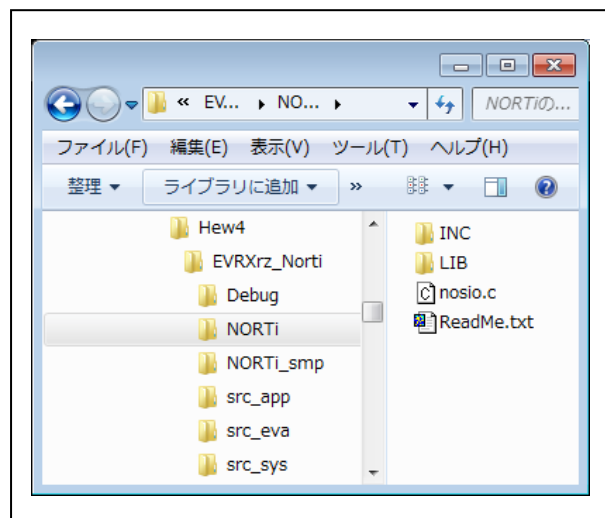 « EV... ▸ NO... ▸ NORTiの...
ファイル(F) 編集(E) 表示(V) ツール(T) ヘルプ(H)
整理 ▼ ライブラリに追加 ▼ »
Hew4
EVRXrz_Norti
Debug
NORTi
NORTi_smp
src_app
src_eva
src_sys
INC
LIB
nosio.c
ReadMe.txt